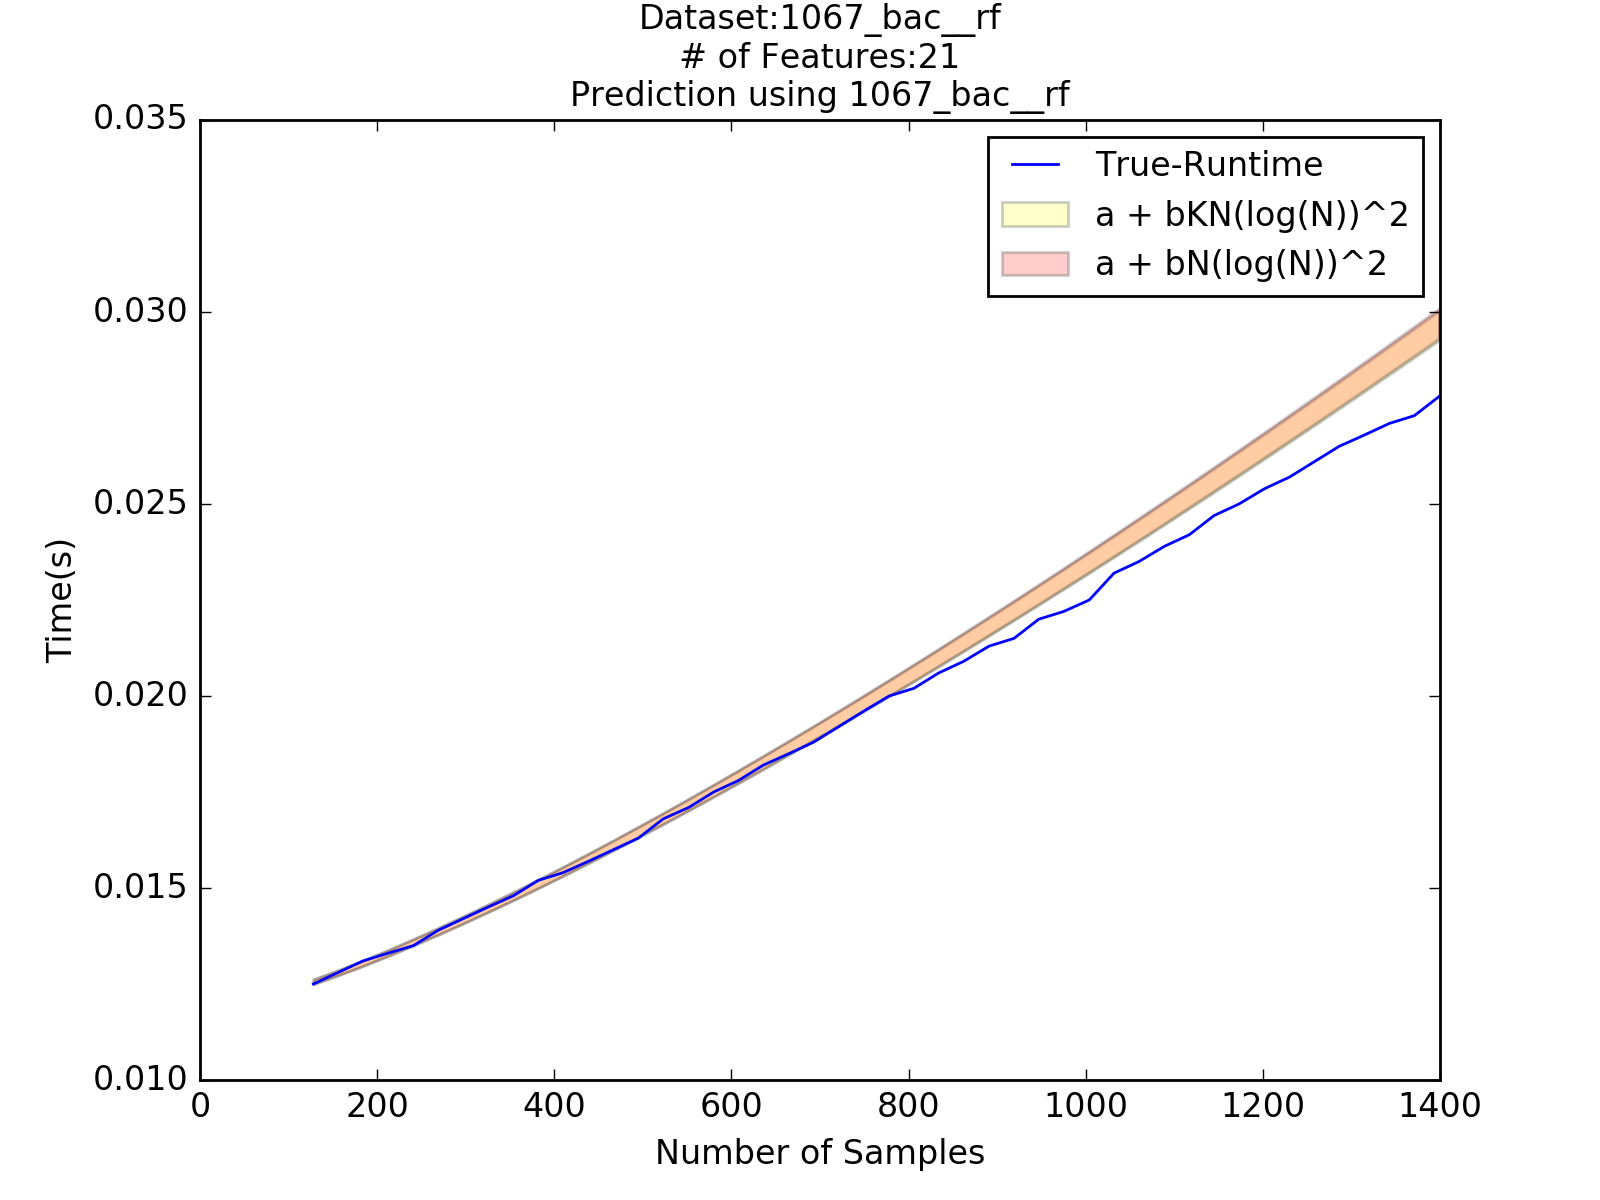 Dataset:1067_bac__rf
# of Features:21
Prediction using 1067_bac__rf
0.035
0.030
0.025
0.020
0.015
0.010
Time(s)
True-Runtime
a + bKN(log(N))^2
a + bN(log(N))^2
0 200 400 600 800 1000 1200 1400
Number of Samples